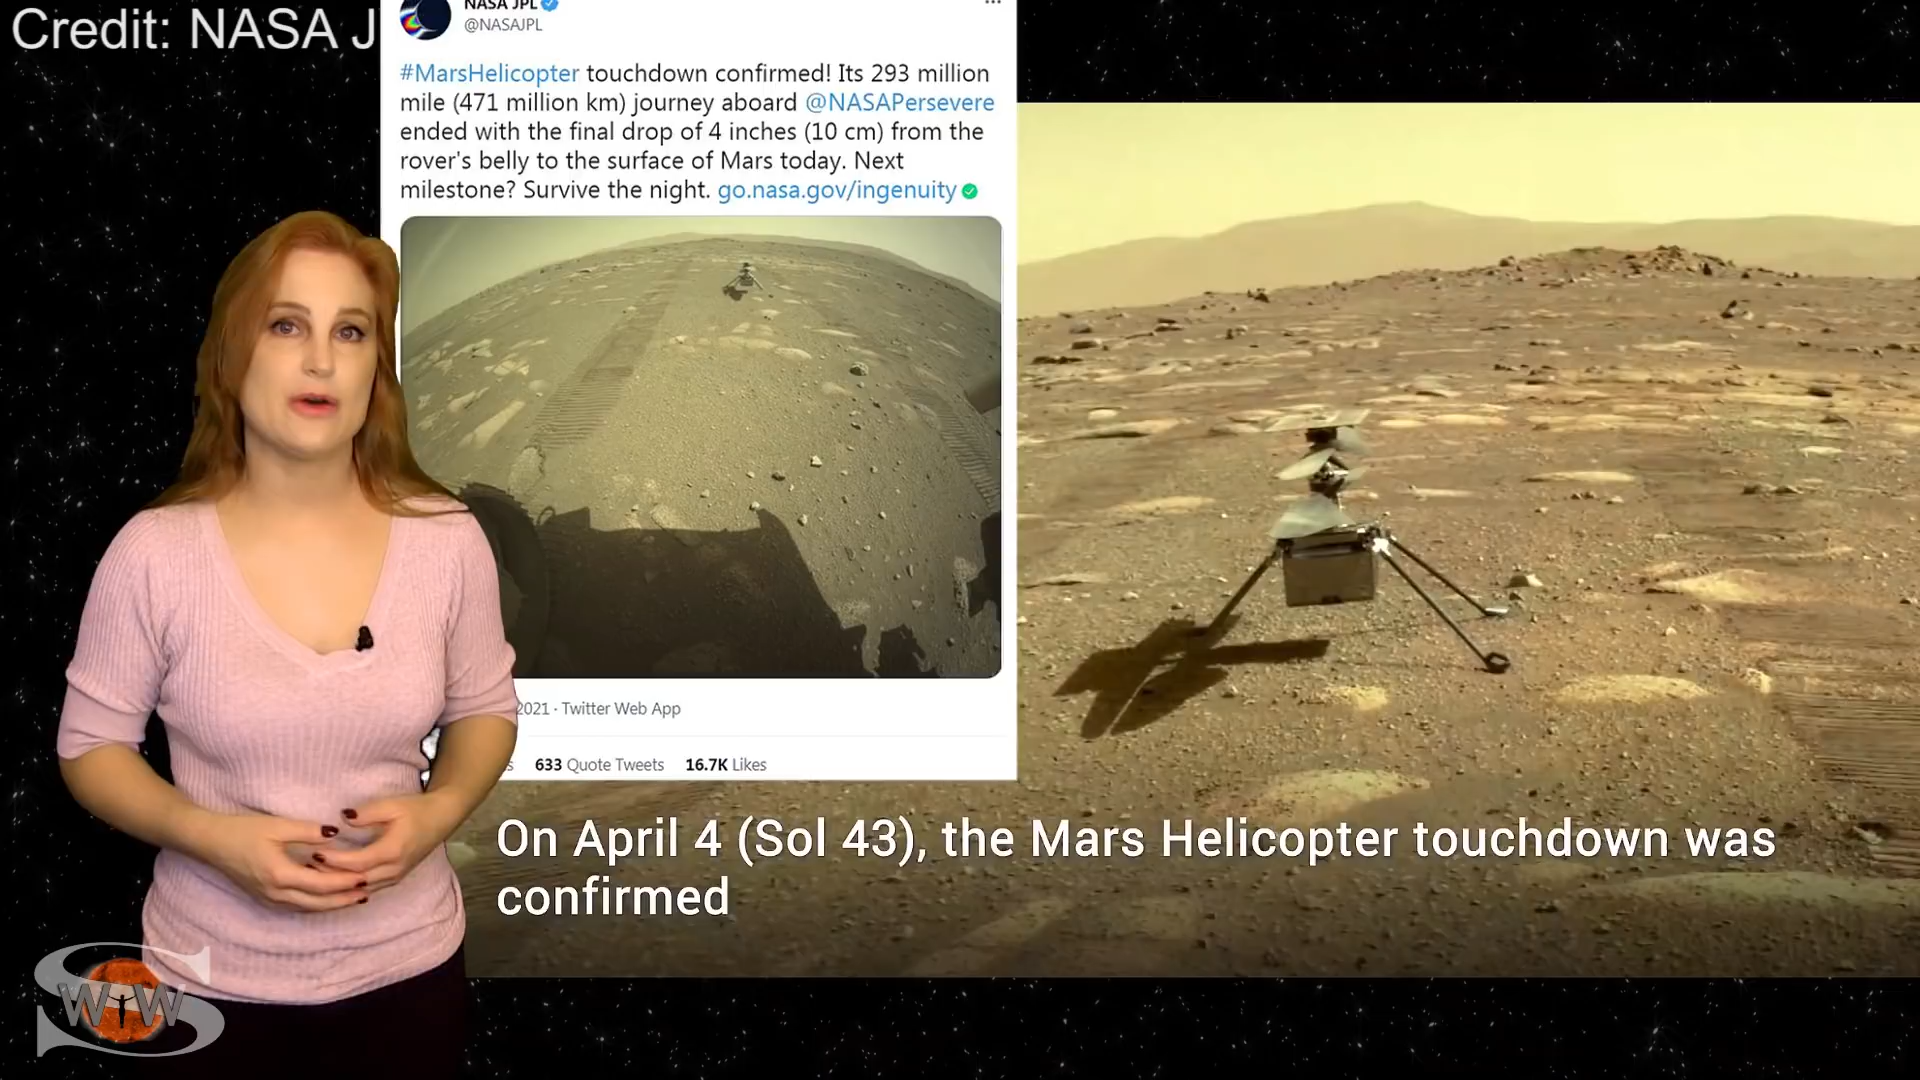 Credit: NASA J
NASA JPL
@NASAJPL
#MarsHelicopter touchdown confirmed! Its 293 million
mile (471 million km) journey aboard @NASAPersevere
ended with the final drop of 4 inches (10 cm) from the
rover's belly to the surface of Mars today. Next
milestone? Survive the night. go.nasa.gov/ingenuity
2021 · Twitter Web App
s 633 Quote Tweets 16.7K Likes
On April 4 (Sol 43), the Mars Helicopter touchdown was
confirmed
S
WTW